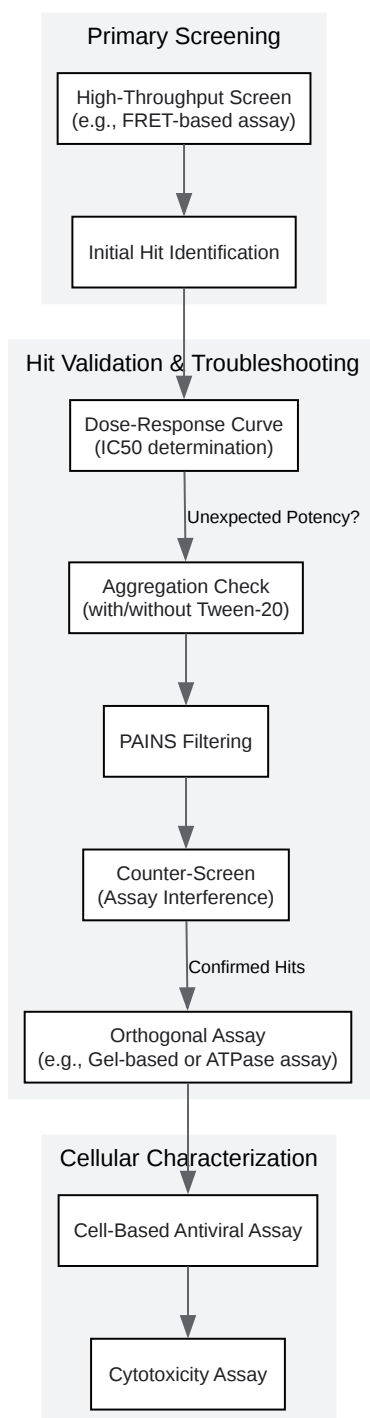 Primary Screening
High-Throughput Screen
(e.g., FRET-based assay)
Initial Hit Identification
Hit Validation & Troubleshooting
Dose-Response Curve
(IC50 determination)
Unexpected Potency?
Aggregation Check
(with/without Tween-20)
PAINS Filtering
Counter-Screen
(Assay Interference)
Confirmed Hits
Orthogonal Assay
(e.g., Gel-based or ATPase assay)
Cellular Characterization
Cell-Based Antiviral Assay
Cytotoxicity Assay